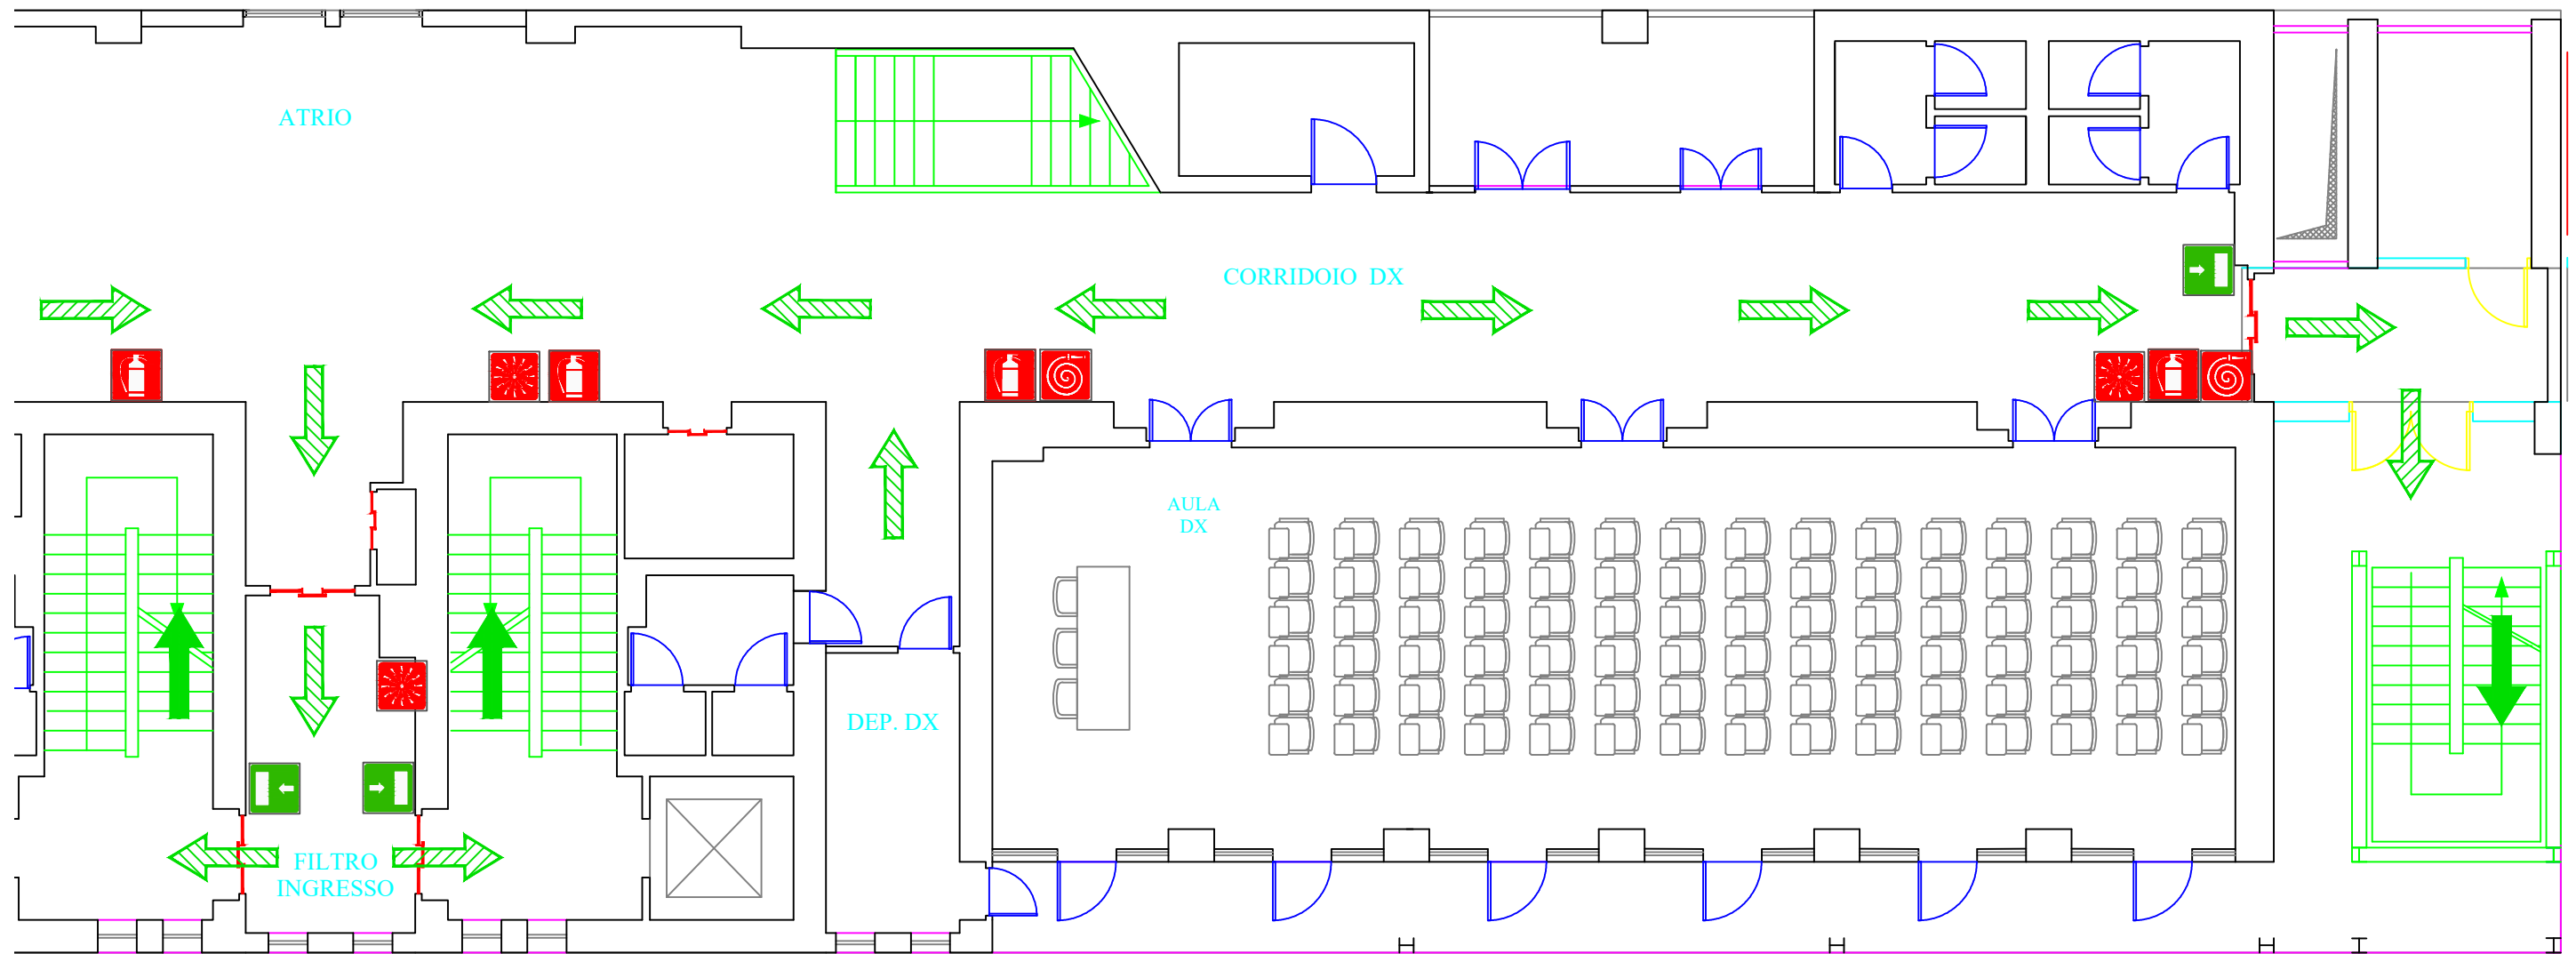 ATRIO
CORRIDOIO DX
AULA
DX
DEP. DX
FILTRO
INGRESSO